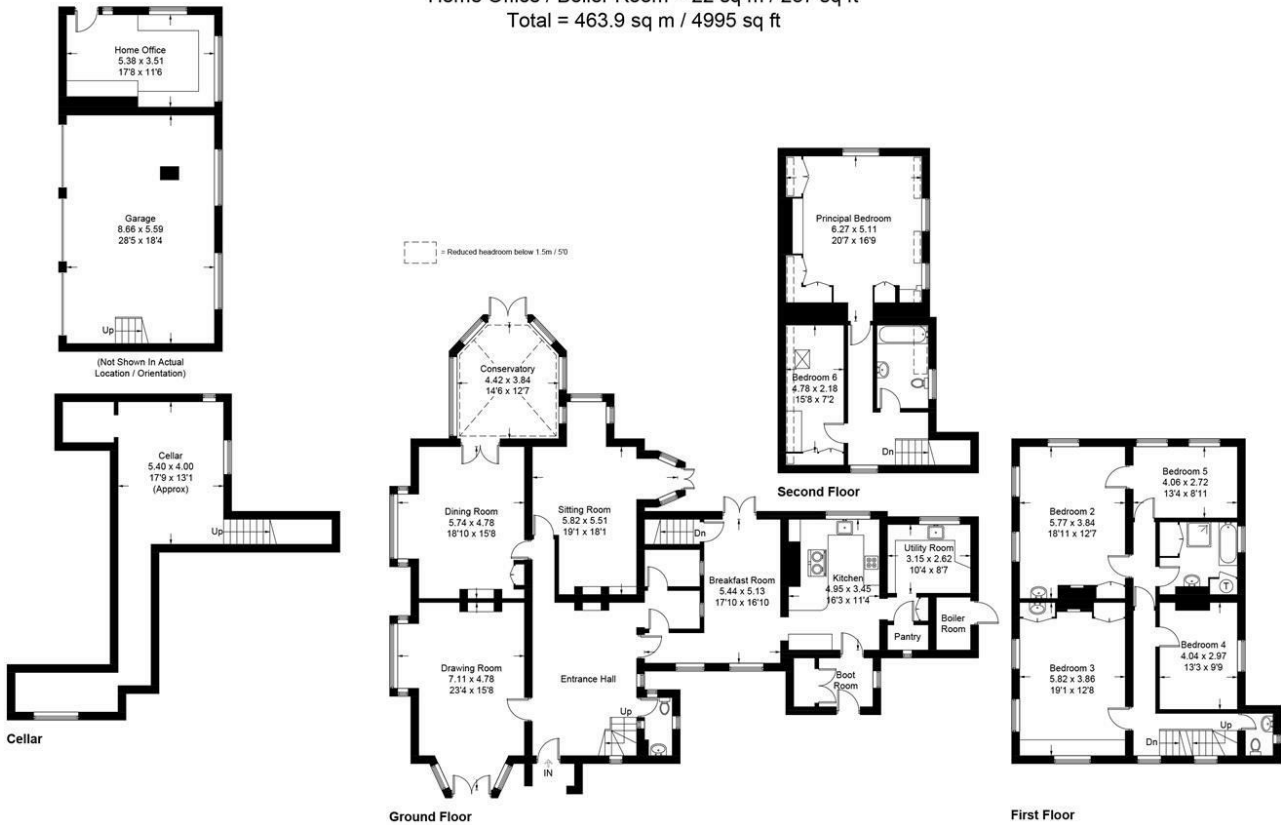 Total = 463.9 sq m / 4995 sq ft
Home Office
5.38 x 3.51
17'8 x 11'6
Garage
8.66 x 5.59
28'5 x 18'4
Up
(Not Shown In Actual
Location / Orientation)
= Reduced headroom below 1.5m / 5'0
Cellar
5.40 x 4.00
17'9 x 13'1
(Approx)
Up
Cellar
Conservatory
4.42 x 3.84
14'6 x 12'7
Dining Room
5.74 x 4.78
18'10 x 15'8
Sitting Room
5.82 x 5.51
19'1 x 18'1
Dn
Breakfast Room
5.44 x 5.13
17'10 x 16'10
Kitchen
4.95 x 3.45
16'3 x 11'4
Utility Room
3.15 x 2.62
10'4 x 8'7
Pantry
Boiler
Room
Boot
Room
Drawing Room
7.11 x 4.78
23'4 x 15'8
Entrance Hall
Up
IN
Ground Floor
Principal Bedroom
6.27 x 5.11
20'7 x 16'9
Bedroom 6
4.78 x 2.18
15'8 x 7'2
Dn
Second Floor
Bedroom 2
5.77 x 3.84
18'11 x 12'7
Bedroom 5
4.06 x 2.72
13'4 x 8'11
T
Bedroom 3
5.82 x 3.86
19'1 x 12'8
Bedroom 4
4.04 x 2.97
13'3 x 9'9
Dn
Up
First Floor